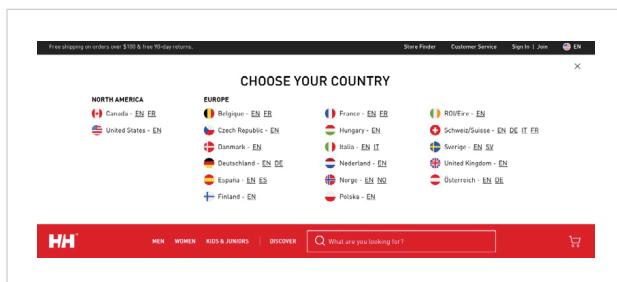 Free shipping on orders over $100 & free 90-day returns.
Store Finder Customer Service Sign In | Join EN
CHOOSE YOUR COUNTRY
NORTH AMERICA
Canada - EN FR
United States - EN
EUROPE
Belgique - EN FR
Czech Republic - EN
Danmark - EN
Deutschland - EN DE
España - EN ES
Finland - EN
France - EN FR
Hungary - EN
Italia - EN IT
Nederland - EN
Norge - EN NO
Polska - EN
ROI/Eire - EN
Schweiz/Suisse - EN DE IT FR
Sverige - EN SV
United Kingdom - EN
Österreich - EN DE
HH
MEN WOMEN KIDS & JUNIORS | DISCOVER What are you looking for?